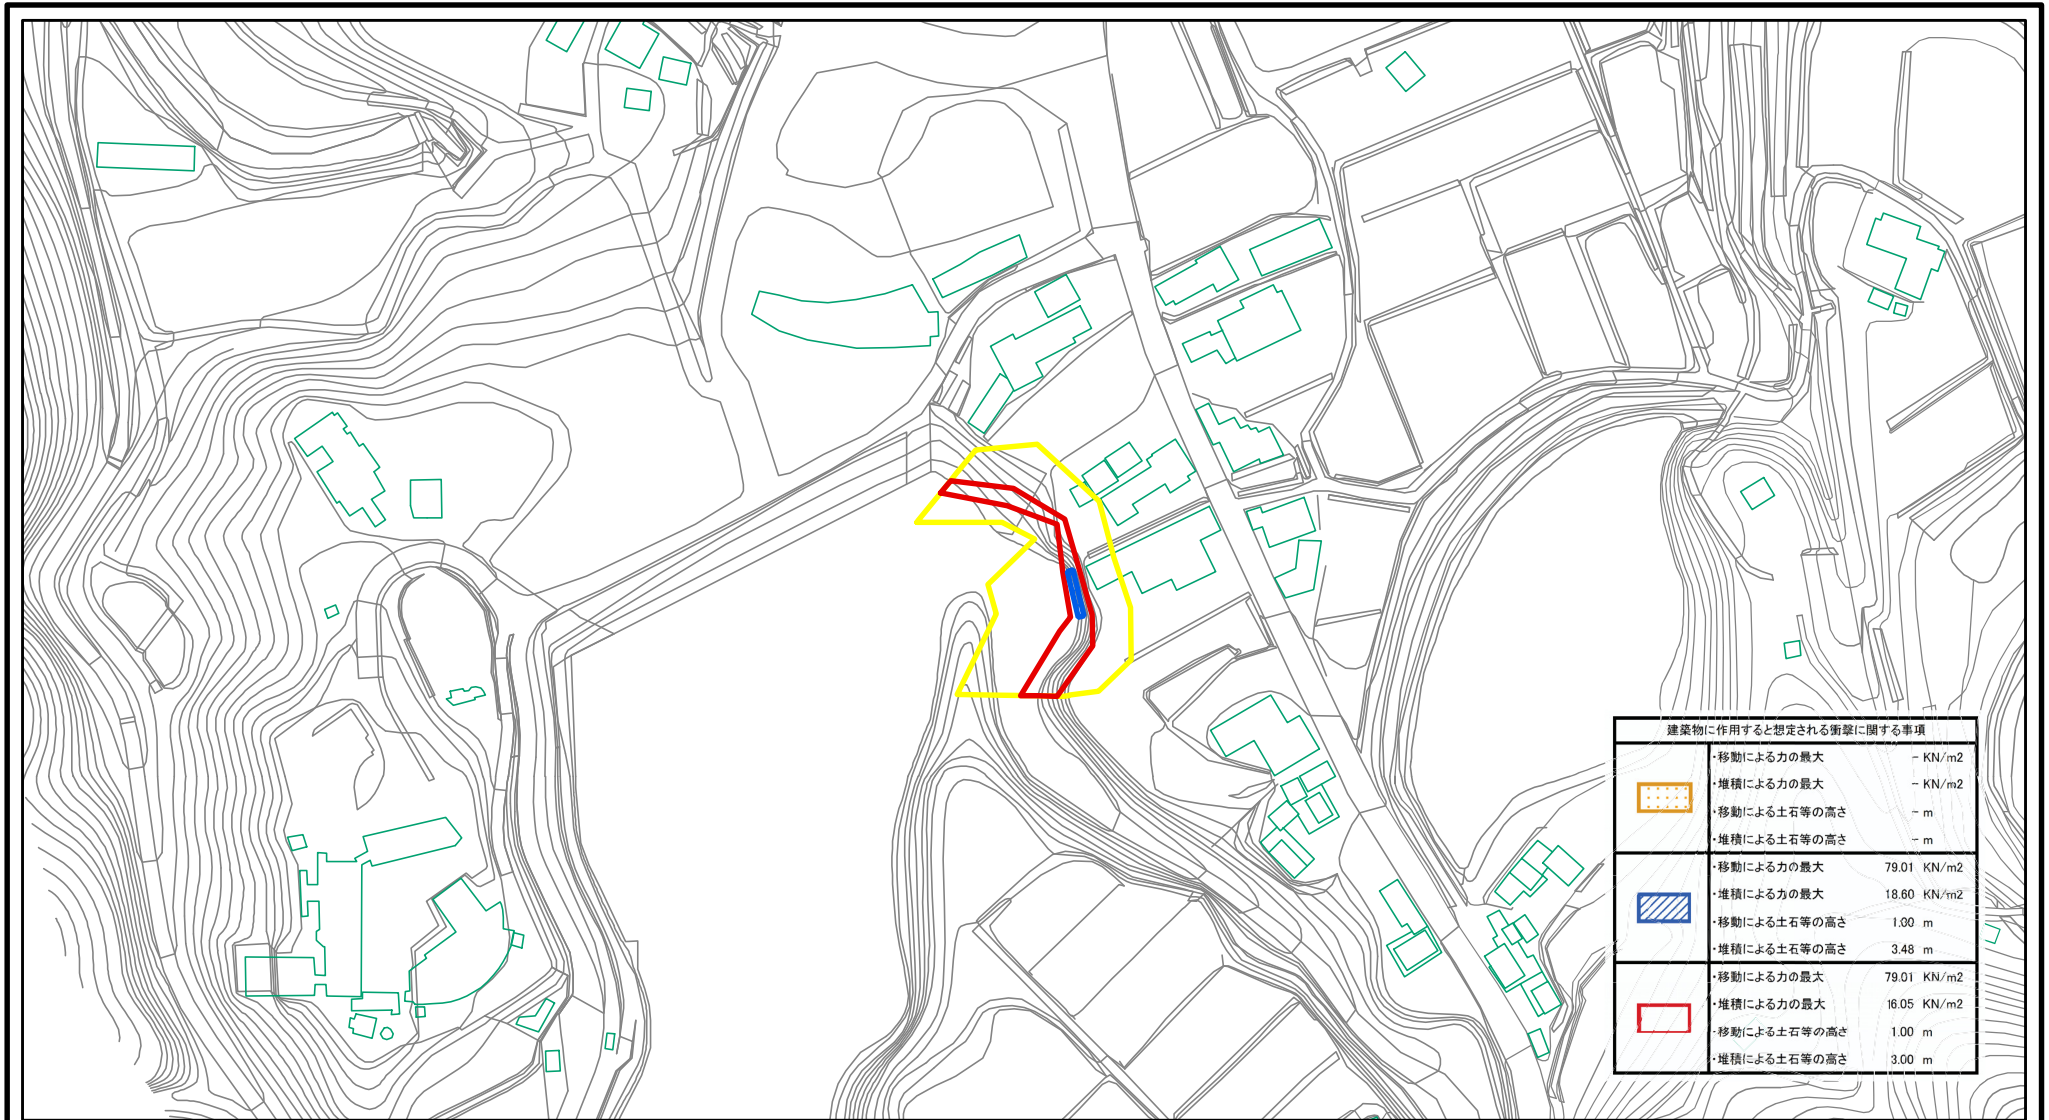 建築物に作用すると想定される衝撃に関する事項
・移動による力の最大 － KN/m2
・堆積による力の最大 － KN/m2
・移動による土石等の高さ － m
・堆積による土石等の高さ － m
・移動による力の最大 79.01 KN/m2
・堆積による力の最大 18.60 KN/m2
・移動による土石等の高さ 1.00 m
・堆積による土石等の高さ 3.48 m
・移動による力の最大 79.01 KN/m2
・堆積による力の最大 16.05 KN/m2
・移動による土石等の高さ 1.00 m
・堆積による土石等の高さ 3.00 m